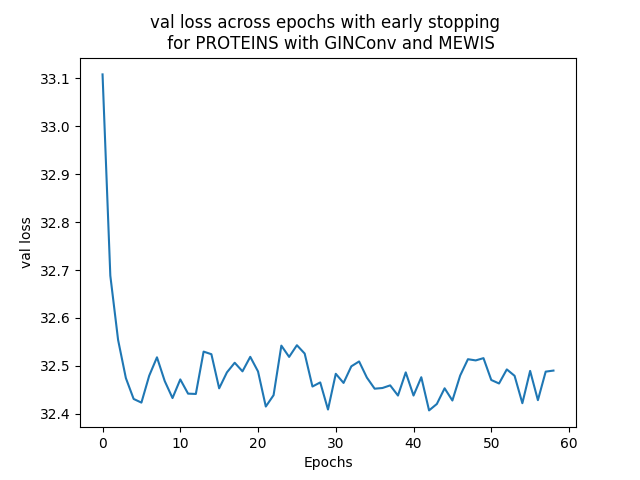 val loss across epochs with early stopping
for PROTEINS with GINConv and MEWIS
33.1
33.0
32.9
32.8
32.7
32.6
32.5
32.4
val loss
0 10 20 30 40 50 60
Epochs